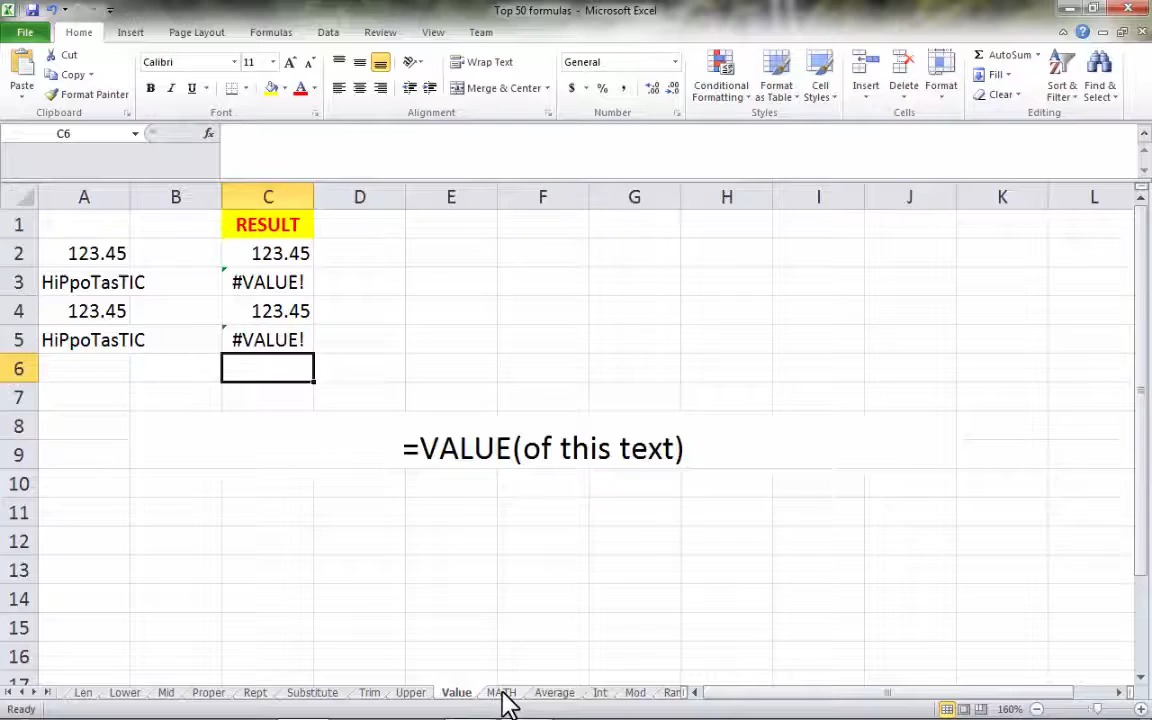 Top 50 formulas - Microsoft Excel
File Home Insert Page Layout Formulas Data Review View Team
Paste
Cut
Copy
Format Painter
Clipboard
Calibri 11
B I U
Font
Wrap Text
Merge & Center
Alignment
General
$ % ,
Number
Conditional Formatting
Format as Table
Cell Styles
Styles
Insert Delete Format
Cells
Σ AutoSum
Fill
Clear
Sort & Filter
Find & Select
Editing
C6 fx
A B C D E F G H I J K L
1 RESULT
2 123.45 123.45
3 HiPpoTasTIC #VALUE!
4 123.45 123.45
5 HiPpoTasTIC #VALUE!
6
7
8
=VALUE(of this text)
9
10
11
12
13
14
15
16
17
Len Lower Mid Proper Rept Substitute Trim Upper Value MATH Average Int Mod Ran
Ready 160%